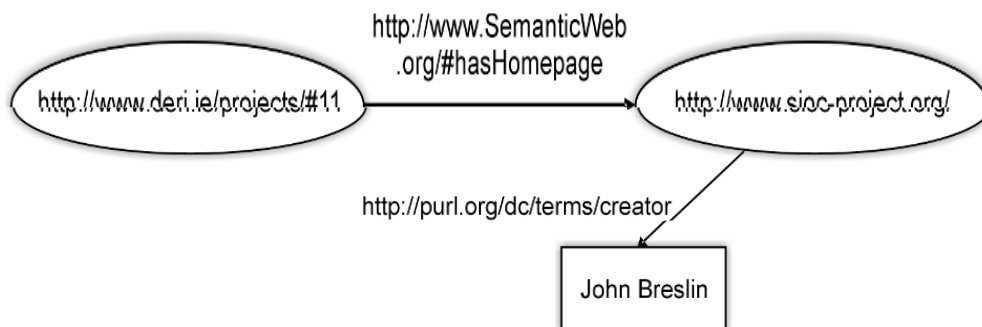 http://www.SemanticWeb
.org/#hasHomepage
http://www.deri.ie/projects/#11
http://www.sioc-project.org/
http://purl.org/dc/terms/creator
John Breslin